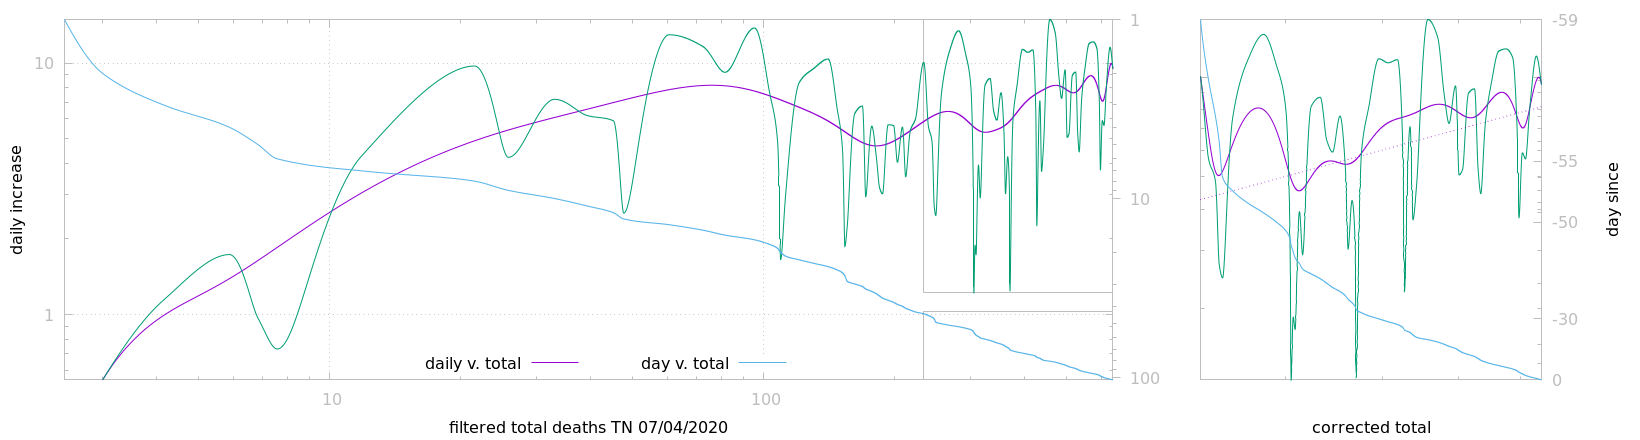 daily increase
10
1
daily v. total
day v. total
10
100
filtered total deaths TN 07/04/2020
1
10
100
-59
-55
-50
-30
0
day since
corrected total